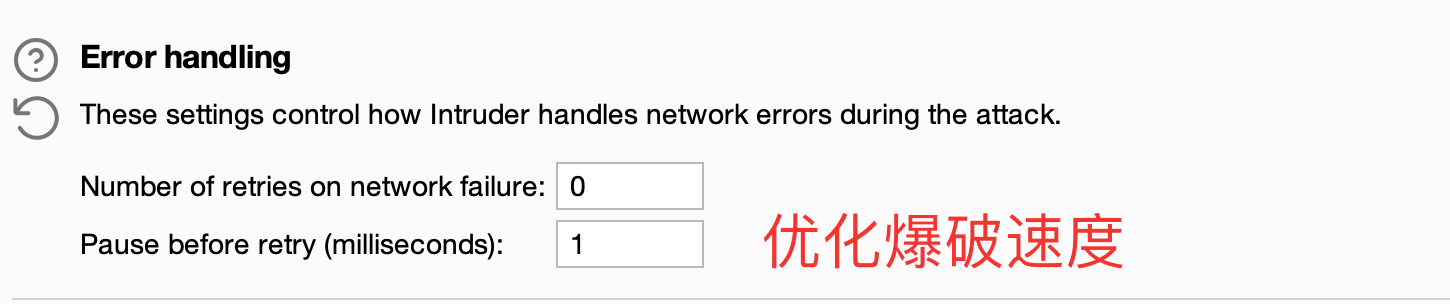 Error handling
These settings control how Intruder handles network errors during the attack.
Number of retries on network failure: 0
Pause before retry (milliseconds): 1
优化爆破速度